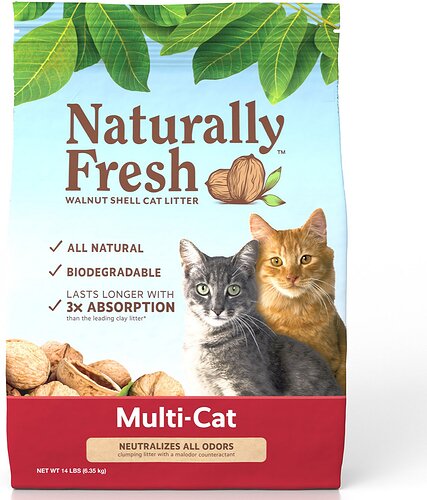 Naturally
Fresh™
WALNUT SHELL CAT LITTER
ALL NATURAL
BIODEGRADABLE
LASTS LONGER WITH
3x ABSORPTION
than the leading clay litter*
Multi-Cat
NEUTRALIZES ALL ODORS
clumping litter with a malodor counteractant
NET WT 14 LBS (6.35 kg)